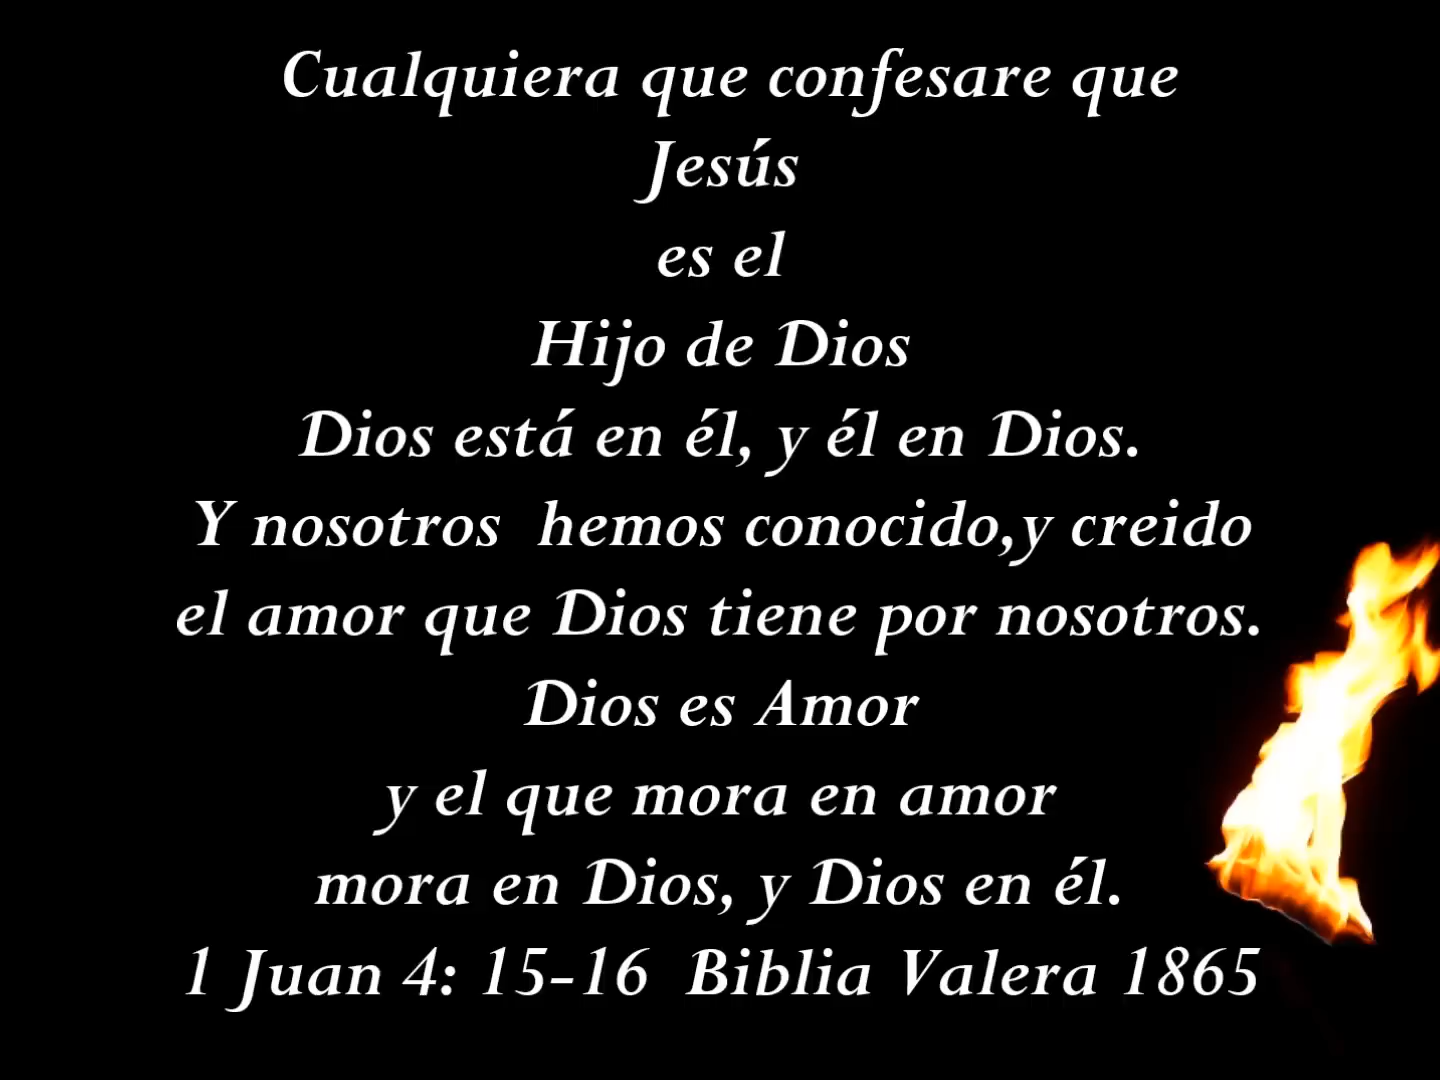 Cualquiera que confesare que
Jesús
es el
Hijo de Dios
Dios está en él, y él en Dios.
Y nosotros  hemos conocido,y creido
el amor que Dios tiene por nosotros.
Dios es Amor
y el que mora en amor
mora en Dios, y Dios en él.
1 Juan 4: 15-16  Biblia Valera 1865